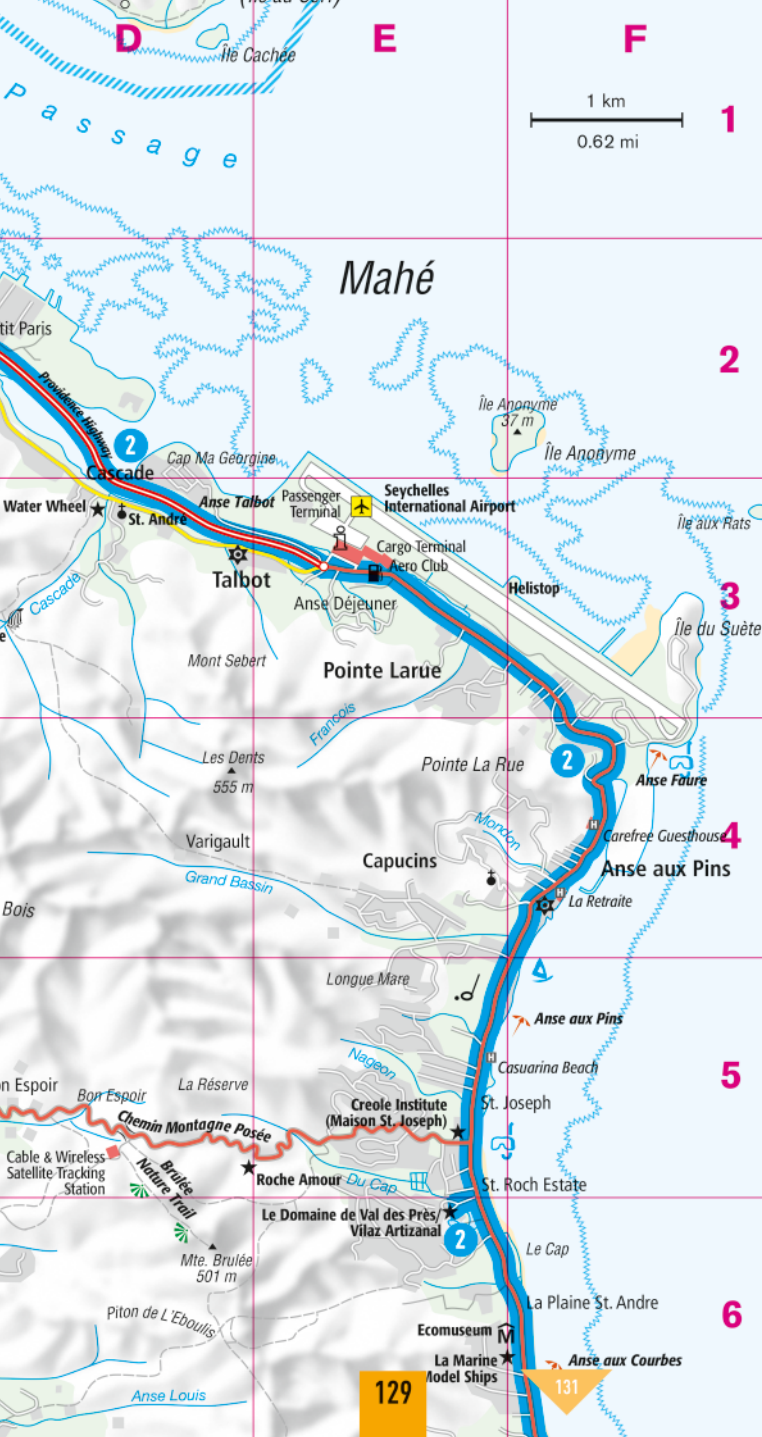 D
E
F
Île Cachée
1 km
0.62 mi
1
Passage
Mahé
tit Paris
2
Providence Highway
2
Île Anonyme
37 m
Île Anonyme
Cap Ma Georgine
Cascade
Water Wheel
St. André
Anse Talbot
Passenger
Terminal
Seychelles
International Airport
Île aux Rats
Cargo Terminal
Aero Club
Talbot
Helistop
3
Cascade
Anse Déjeuner
Île du Suète
Mont Sebert
Pointe Larue
Francois
Les Dents
555 m
Pointe La Rue
2
Anse Faure
Mondon
Carefree Guesthouse
4
Varigault
Capucins
Anse aux Pins
Grand Bassin
La Retraite
H
H
Bois
Longue Mare
Anse aux Pins
Nageon
H
Casuarina Beach
5
on Espoir
Bon Espoir
La Réserve
Creole Institute
(Maison St. Joseph)
St. Joseph
Chemin Montagne Posée
Cable & Wireless
Satellite Tracking
Station
Brulée
Nature Trail
Roche Amour
Du Cap
St. Roch Estate
Le Domaine de Val des Près/
Vilaz Artizanal
2
Le Cap
Mte. Brulée
501 m
La Plaine St. Andre
6
Piton de L'Eboulis
Ecomuseum
M
La Marine
Model Ships
Anse aux Courbes
129
131
Anse Louis